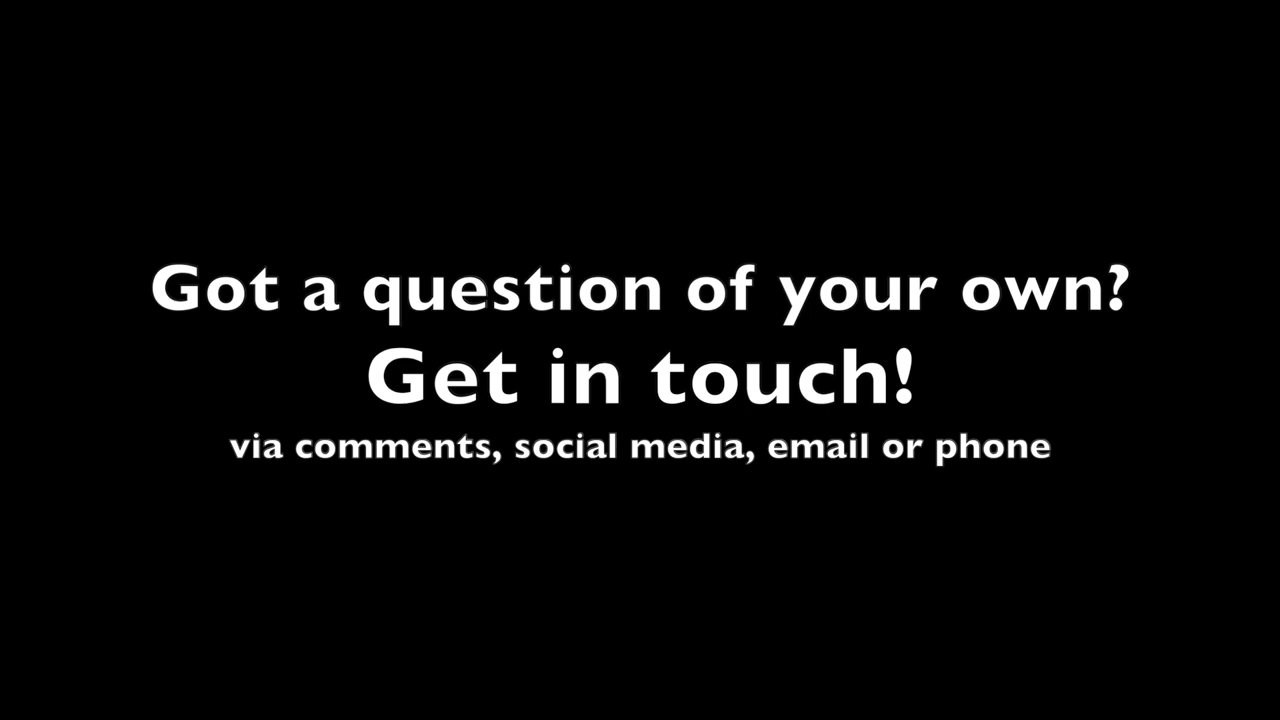 Got a question of your own?
Get in touch!
via comments, social media, email or phone